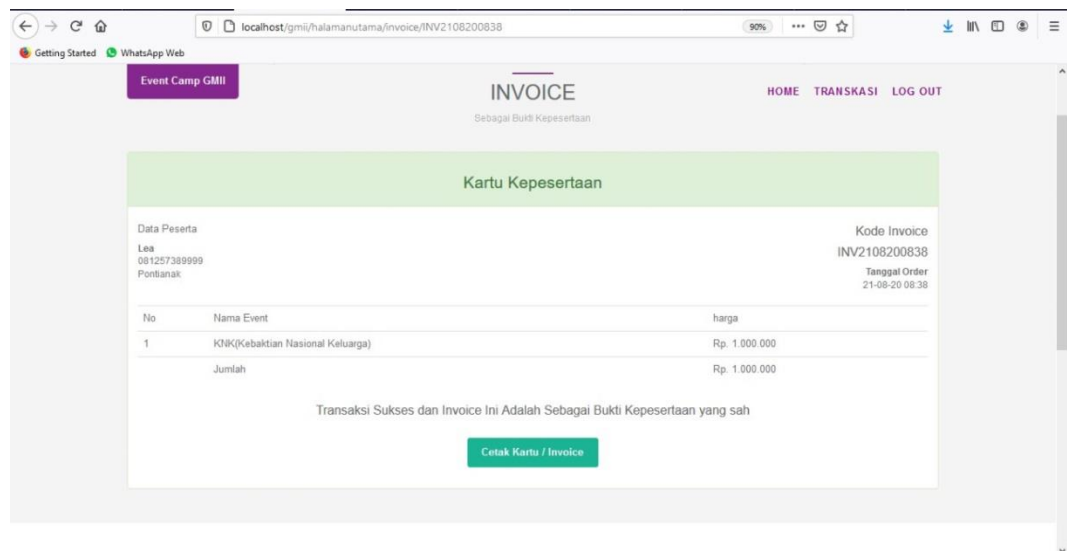 localhost/gmii/halamanutama/invoice/INV2108200838
90%
Getting Started
WhatsApp Web
Event Camp GMII
INVOICE
Sebagai Bukti Kepesertaan
HOME TRANSKASI LOG OUT
Kartu Kepesertaan
Data Peserta
Lea
081257389999
Pontianak
Kode Invoice
INV2108200838
Tanggal Order
21-08-20 08:38
No Nama Event harga
1 KNK(Kebaktian Nasional Keluarga) Rp. 1.000.000
Jumlah Rp. 1.000.000
Transaksi Sukses dan Invoice Ini Adalah Sebagai Bukti Kepesertaan yang sah
Cetak Kartu / Invoice